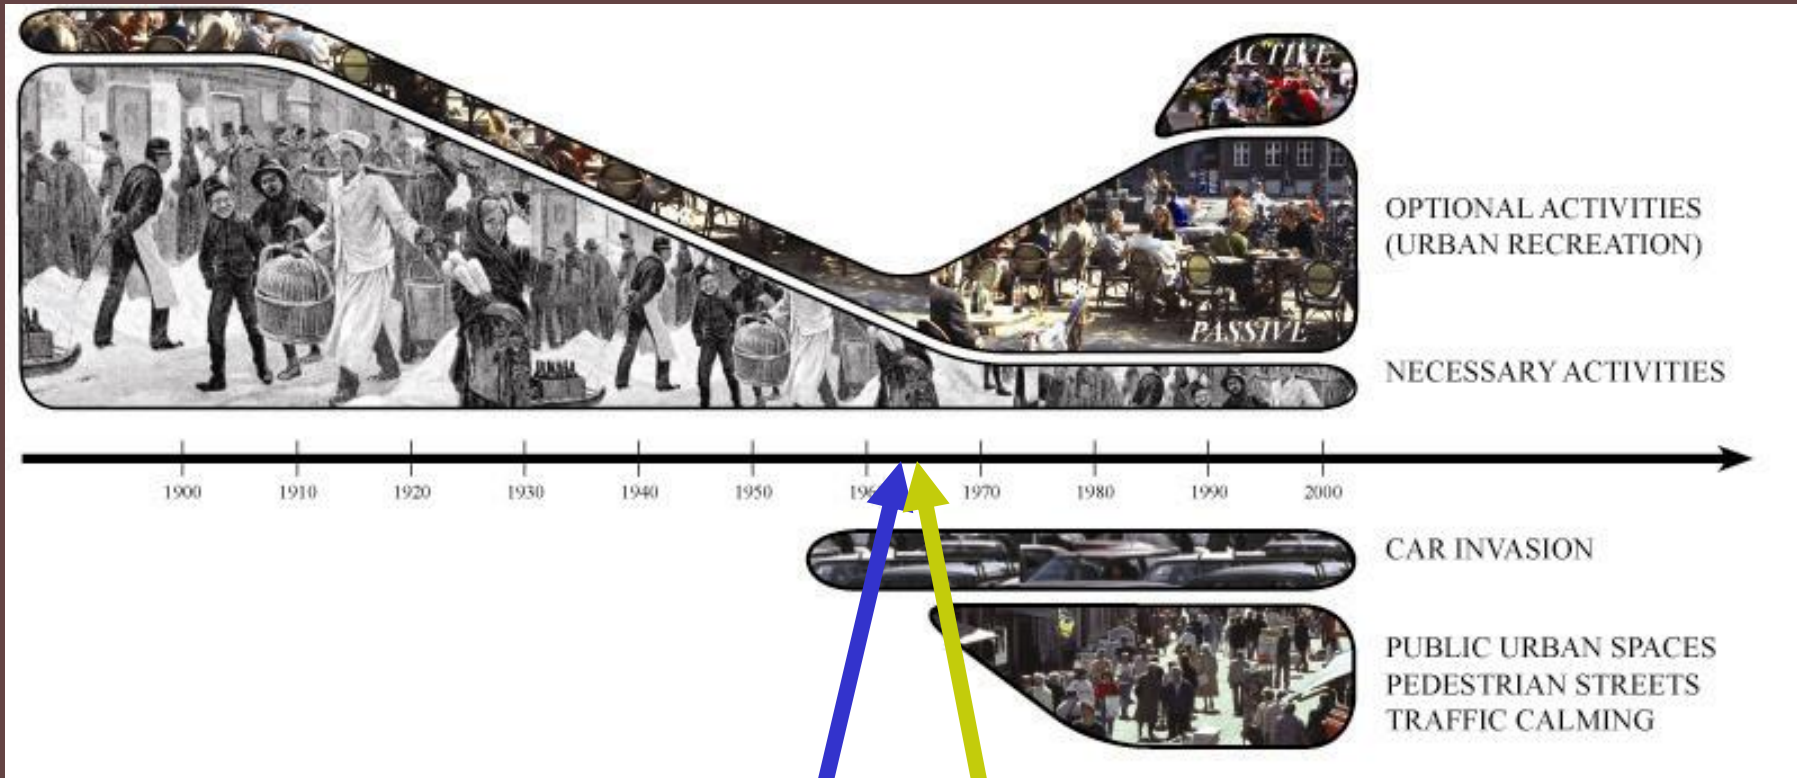 ACTIVE
OPTIONAL ACTIVITIES
(URBAN RECREATION)
PASSIVE
NECESSARY ACTIVITIES
1900 1910 1920 1930 1940 1950 1970 1980 1990 2000
CAR INVASION
PUBLIC URBAN SPACES
PEDESTRIAN STREETS
TRAFFIC CALMING